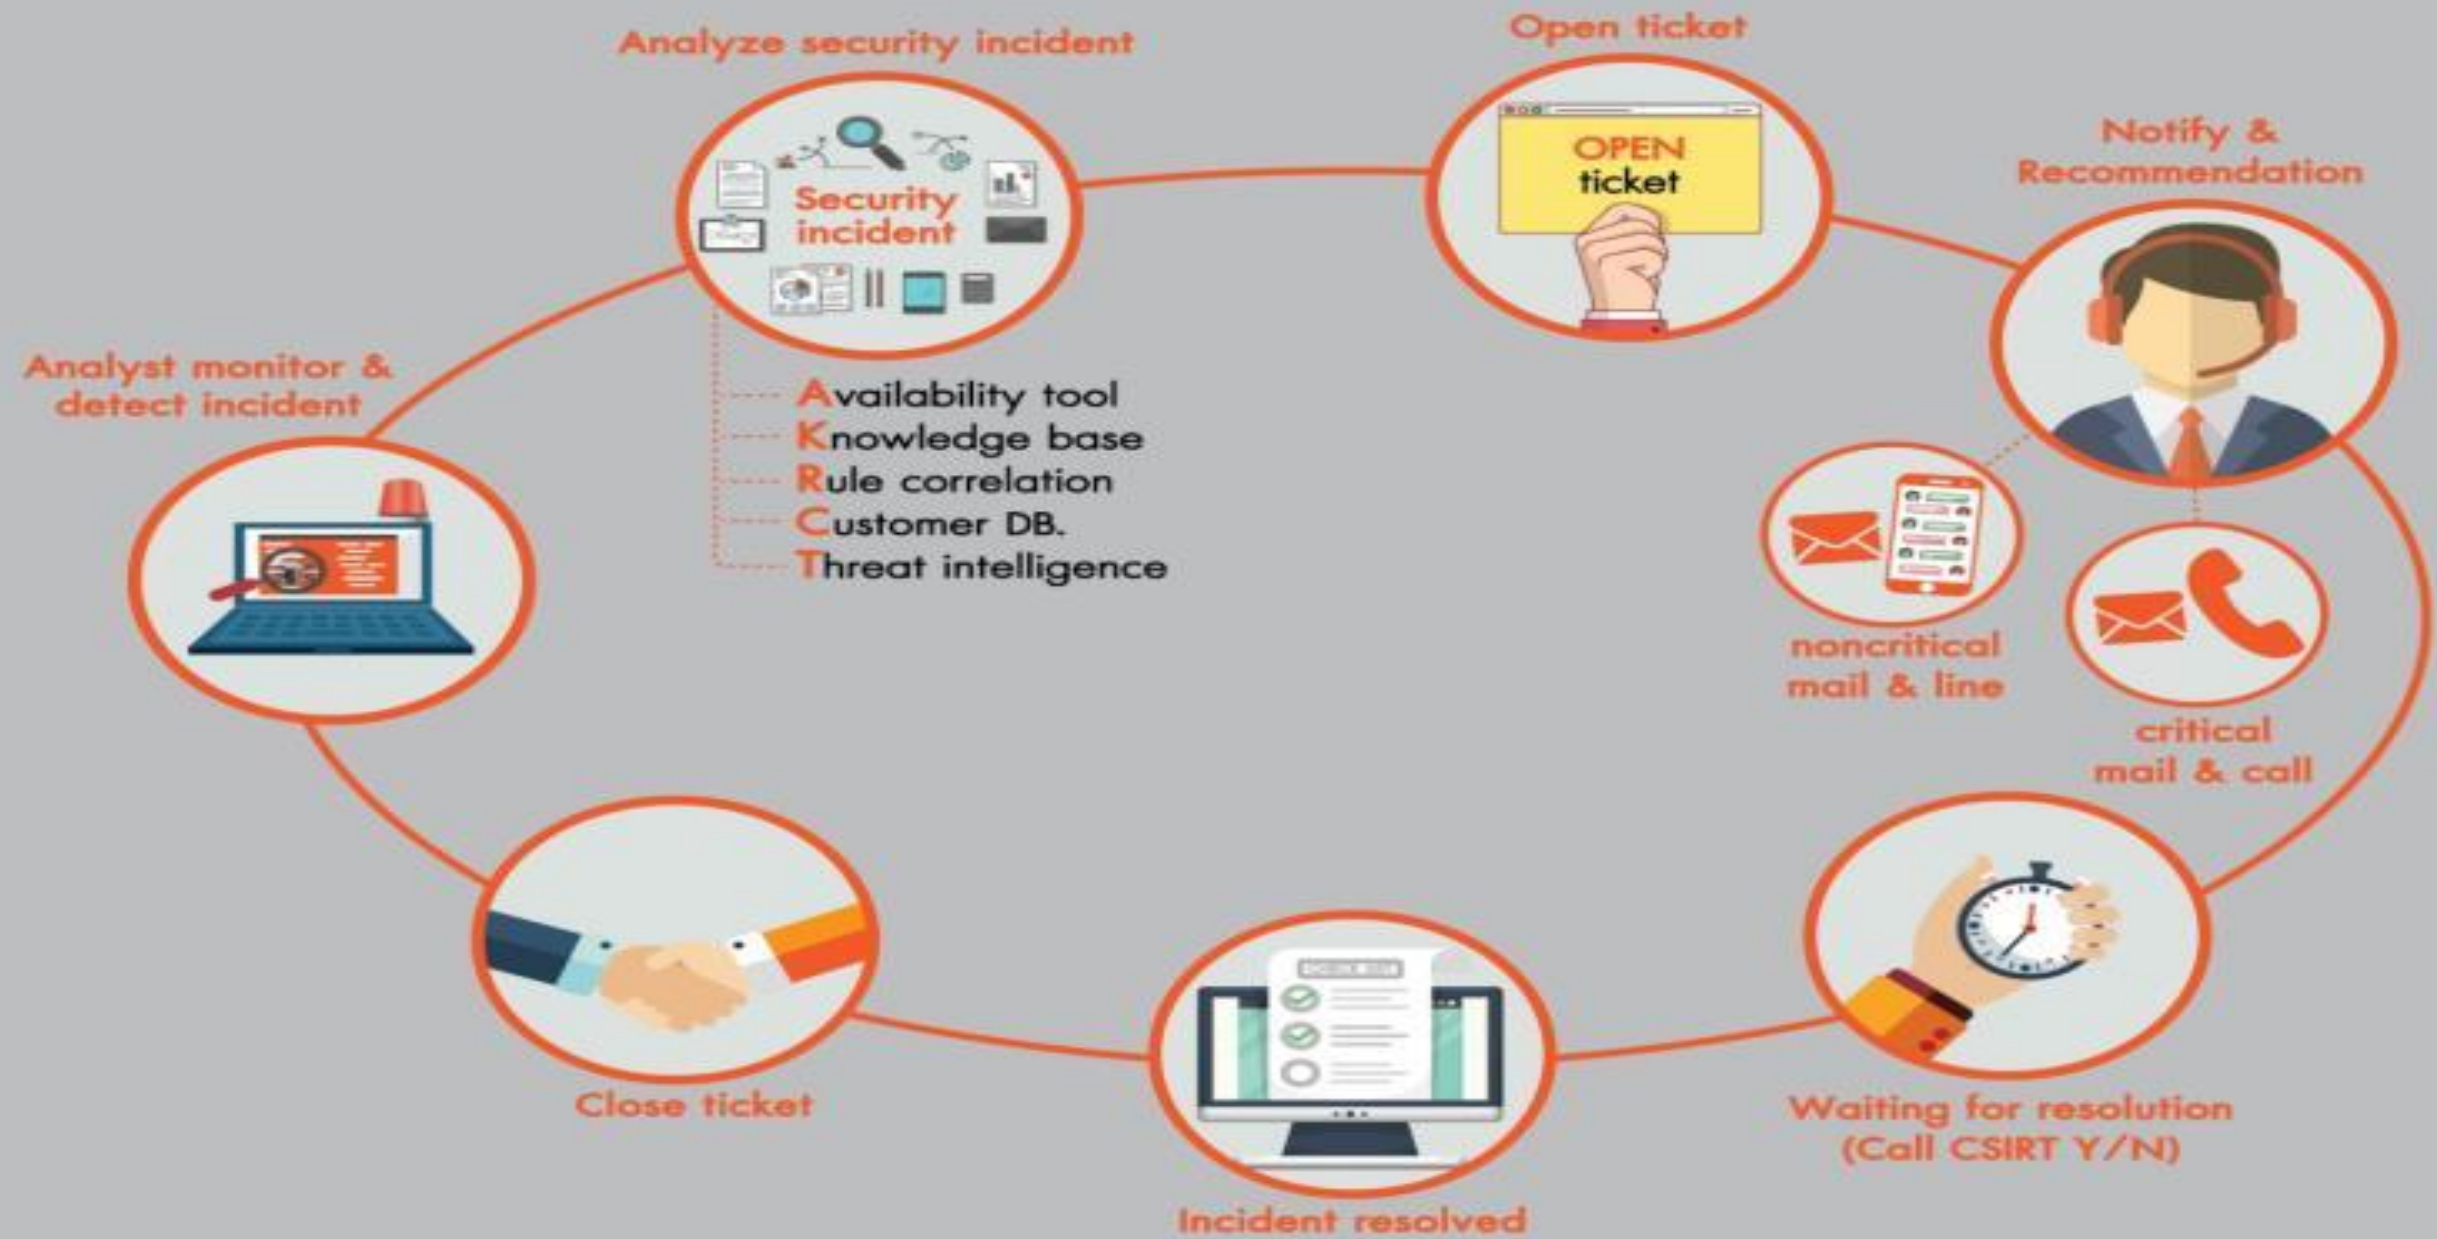 Analyze security incident
Open ticket
Security
incident
OPEN
ticket
Notify &
Recommendation
Analyst monitor &
detect incident
Availability tool
Knowledge base
Rule correlation
Customer DB.
Threat intelligence
noncritical
mail & line
critical
mail & call
CHECK LIST
Close ticket
Waiting for resolution
(Call CSIRT Y/N)
Incident resolved